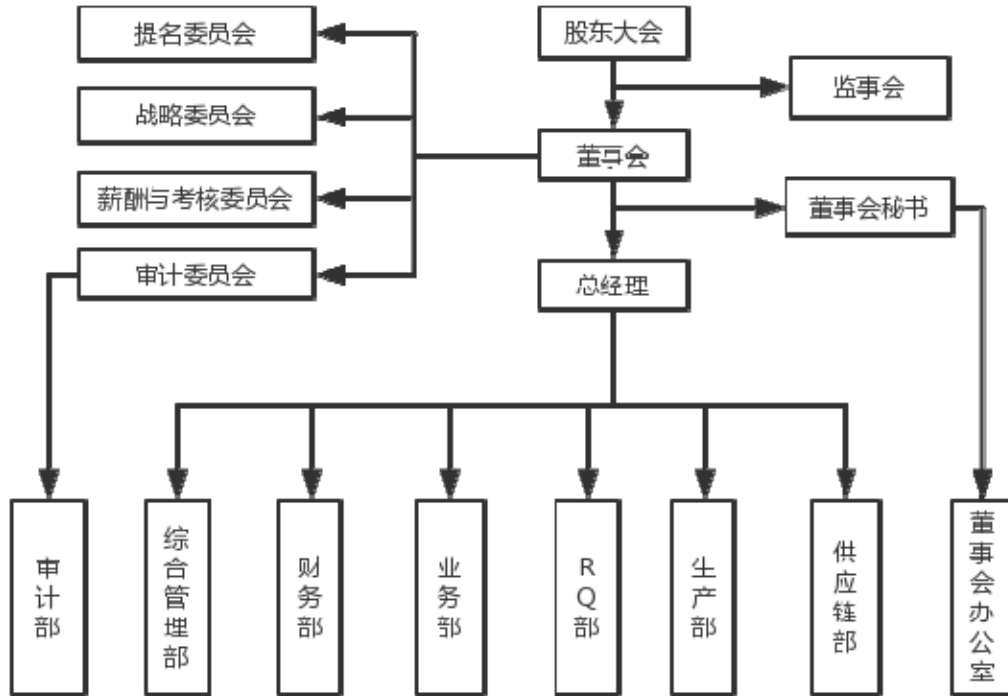 提名委员会
股东大会
监事会
战略委员会
董事会
薪酬与考核委员会
董事会秘书
审计委员会
总经理
审计部
综合管理部
财务部
业务部
RQ部
生产部
供应链部
董事会办公室